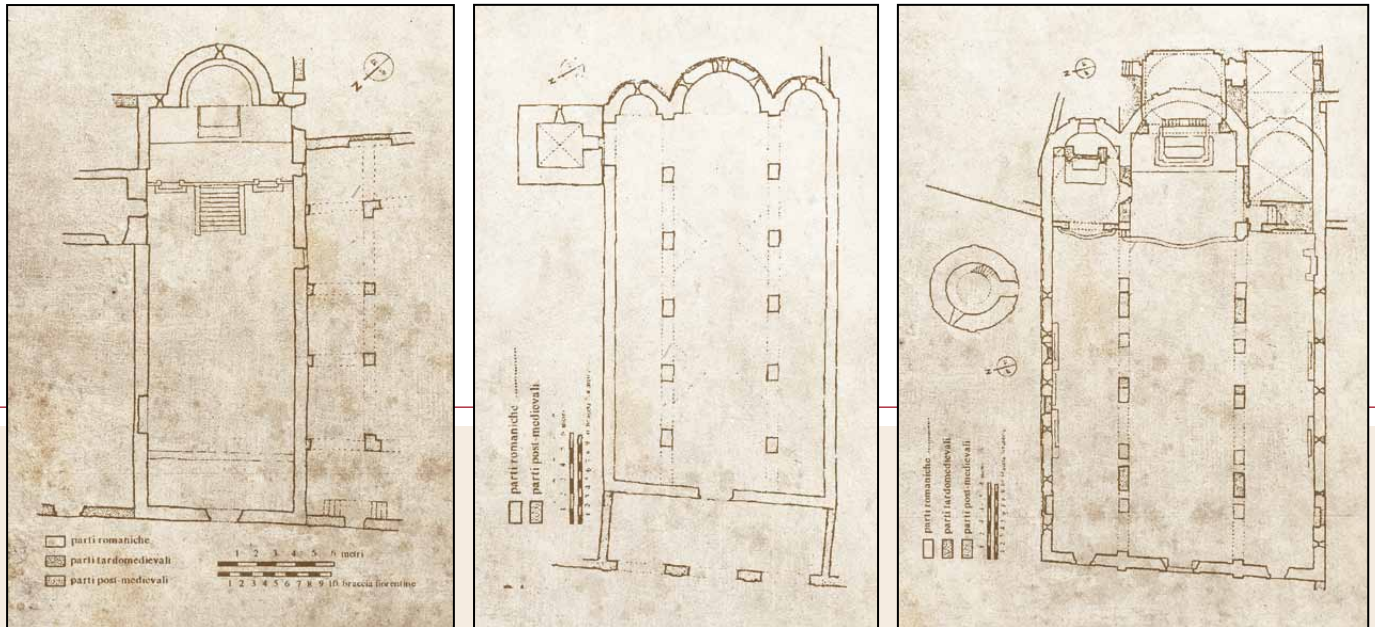 N
parti romaniche
parti tardomedievali
parti post-medievali
1 2 3 4 5 6 metri
1 2 3 4 5 6 7 8 9 10 braccia fiorentine
N
parti romaniche
parti post-medievali
N
N
parti romaniche
parti tardomedievali
parti post-medievali